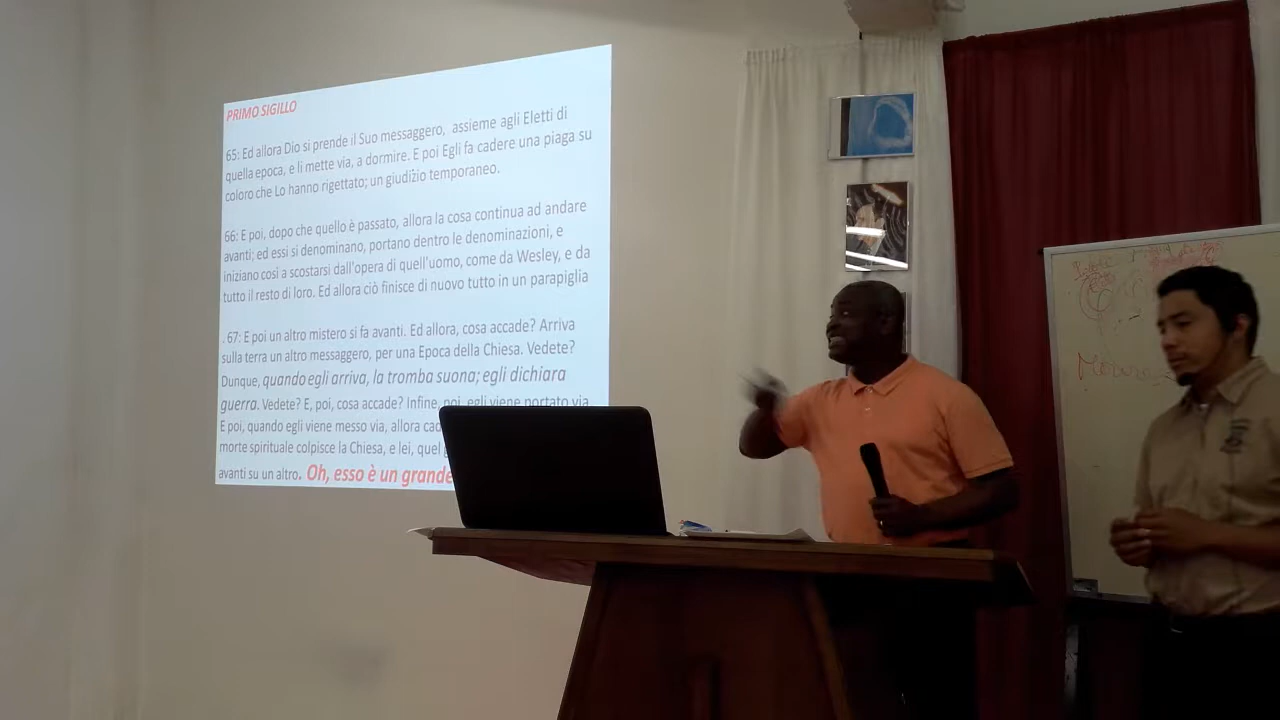 PRIMO SIGILLO
65: Ed allora Dio si prende il Suo messaggero, assieme agli Eletti di
quella epoca, e li mette via, a dormire. E poi Egli fa cadere una piaga su
coloro che Lo hanno rigettato; un giudizio temporaneo.
66: E poi, dopo che quello è passato, allora la cosa continua ad andare
avanti; ed essi si denominano, portano dentro le denominazioni, e
iniziano così a scostarsi dall'opera di quell'uomo, come da Wesley, e da
tutto il resto di loro. Ed allora ciò finisce di nuovo tutto in un parapiglia
. 67: E poi un altro mistero si fa avanti. Ed allora, cosa accade? Arriva
sulla terra un altro messaggero, per una Epoca della Chiesa. Vedete?
Dunque, quando egli arriva, la tromba suona; egli dichiara
guerra. Vedete? E, poi, cosa accade? Infine, poi, egli viene portato via
E poi, quando egli viene messo via, allora
morte spirituale colpisce la Chiesa, e lei, quel
avanti su un altro. Oh, esso è un grande